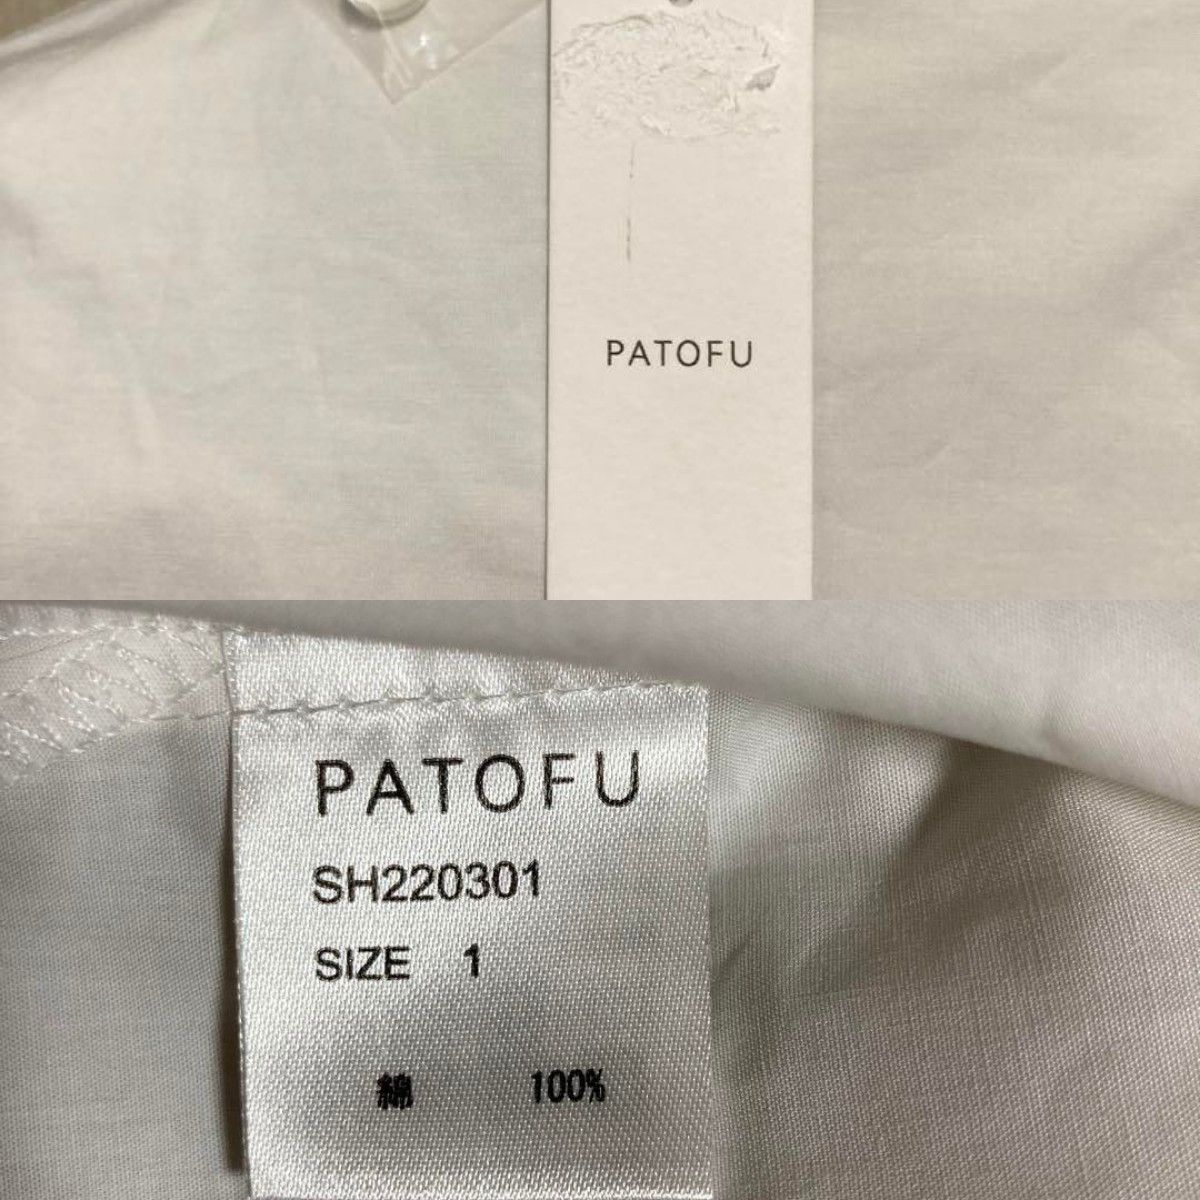 PATOFU
PATOFU
SH220301
SIZE 1
綿 100%